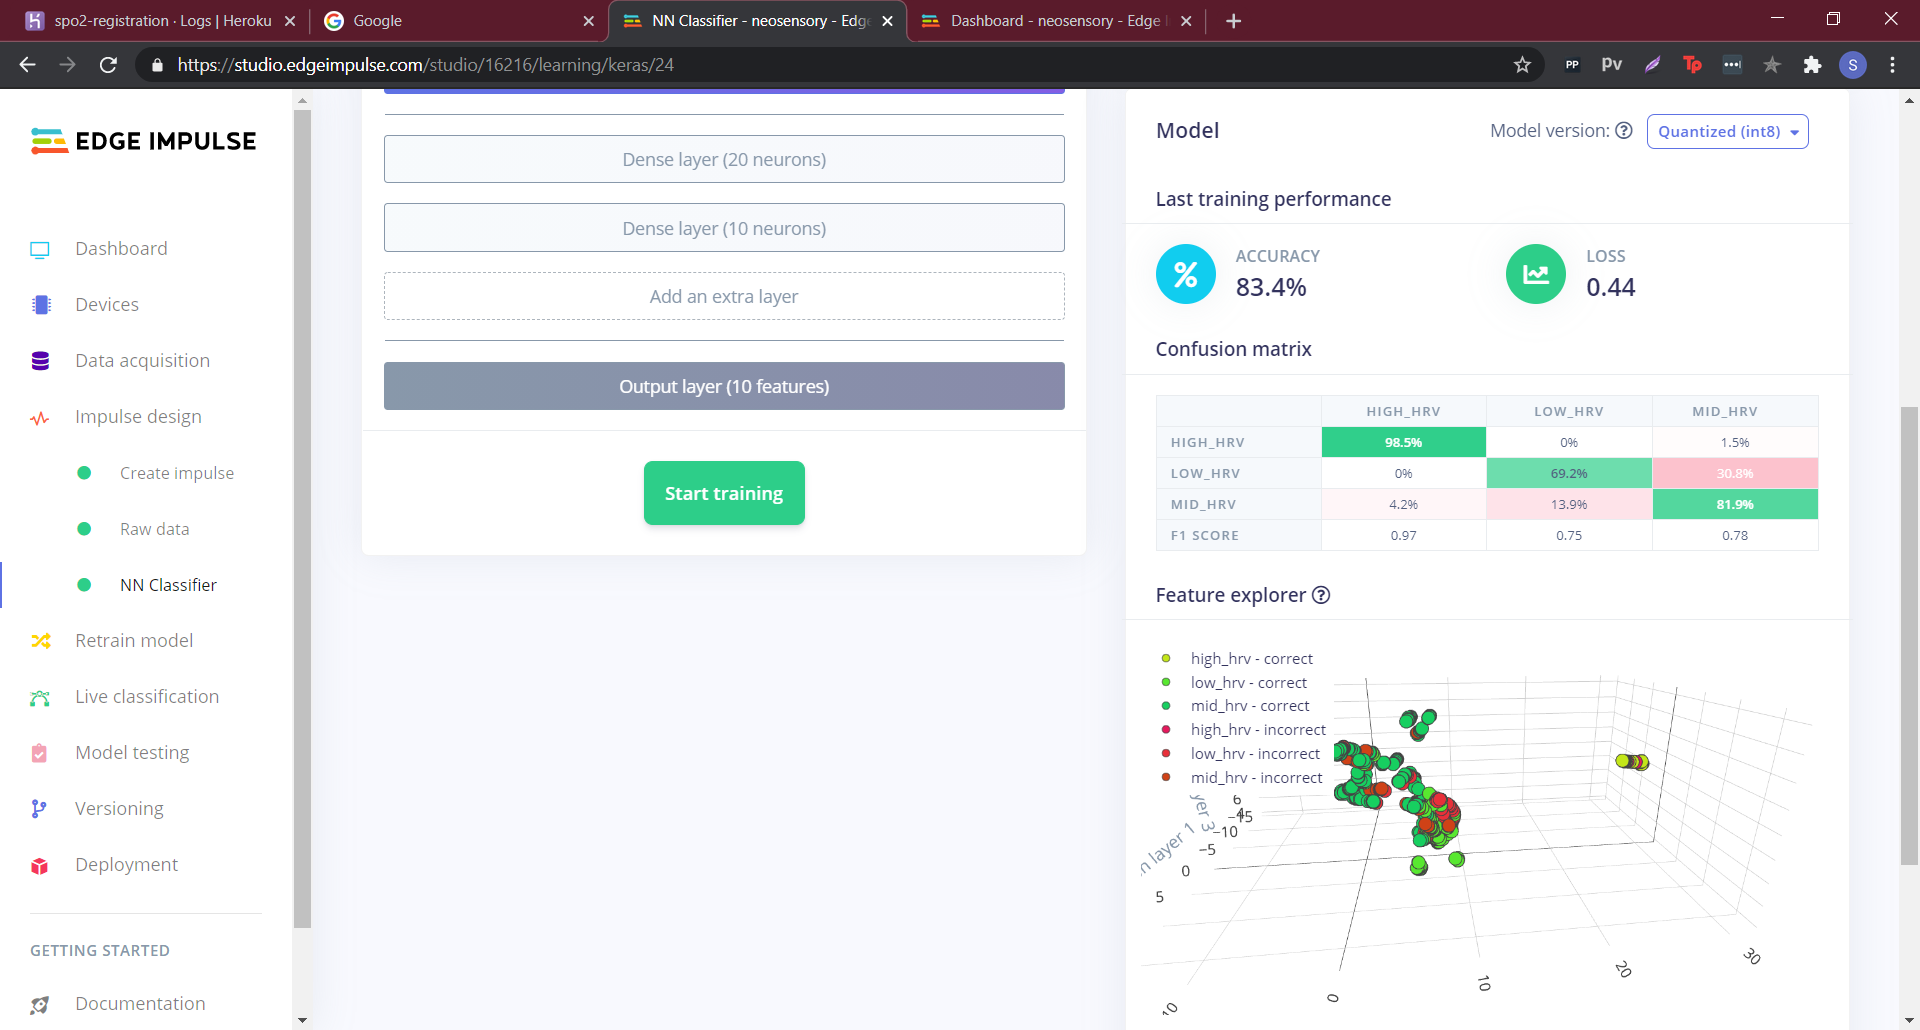 spo2-registration · Logs | Heroku
Google
NN Classifier - neosensory - Edge
Dashboard - neosensory - Edge I
https://studio.edgeimpulse.com/studio/16216/learning/keras/24
PP
Pv
Tp
S
EDGE IMPULSE
Dashboard
Devices
Data acquisition
Impulse design
Create impulse
Raw data
NN Classifier
Retrain model
Live classification
Model testing
Versioning
Deployment
GETTING STARTED
Documentation
Dense layer (20 neurons)
Dense layer (10 neurons)
Add an extra layer
Output layer (10 features)
Start training
Model
Model version: ?
Quantized (int8)
Last training performance
%
ACCURACY
83.4%
LOSS
0.44
Confusion matrix
HIGH_HRV LOW_HRV MID_HRV
HIGH_HRV 98.5% 0% 1.5%
LOW_HRV 0% 69.2% 30.8%
MID_HRV 4.2% 13.9% 81.9%
F1 SCORE 0.97 0.75 0.78
Feature explorer ?
high_hrv - correct
low_hrv - correct
mid_hrv - correct
high_hrv - incorrect
low_hrv - incorrect
mid_hrv - incorrect
yer 3
n layer 1
6
−10
−5
0
5
10
0
10
20
30